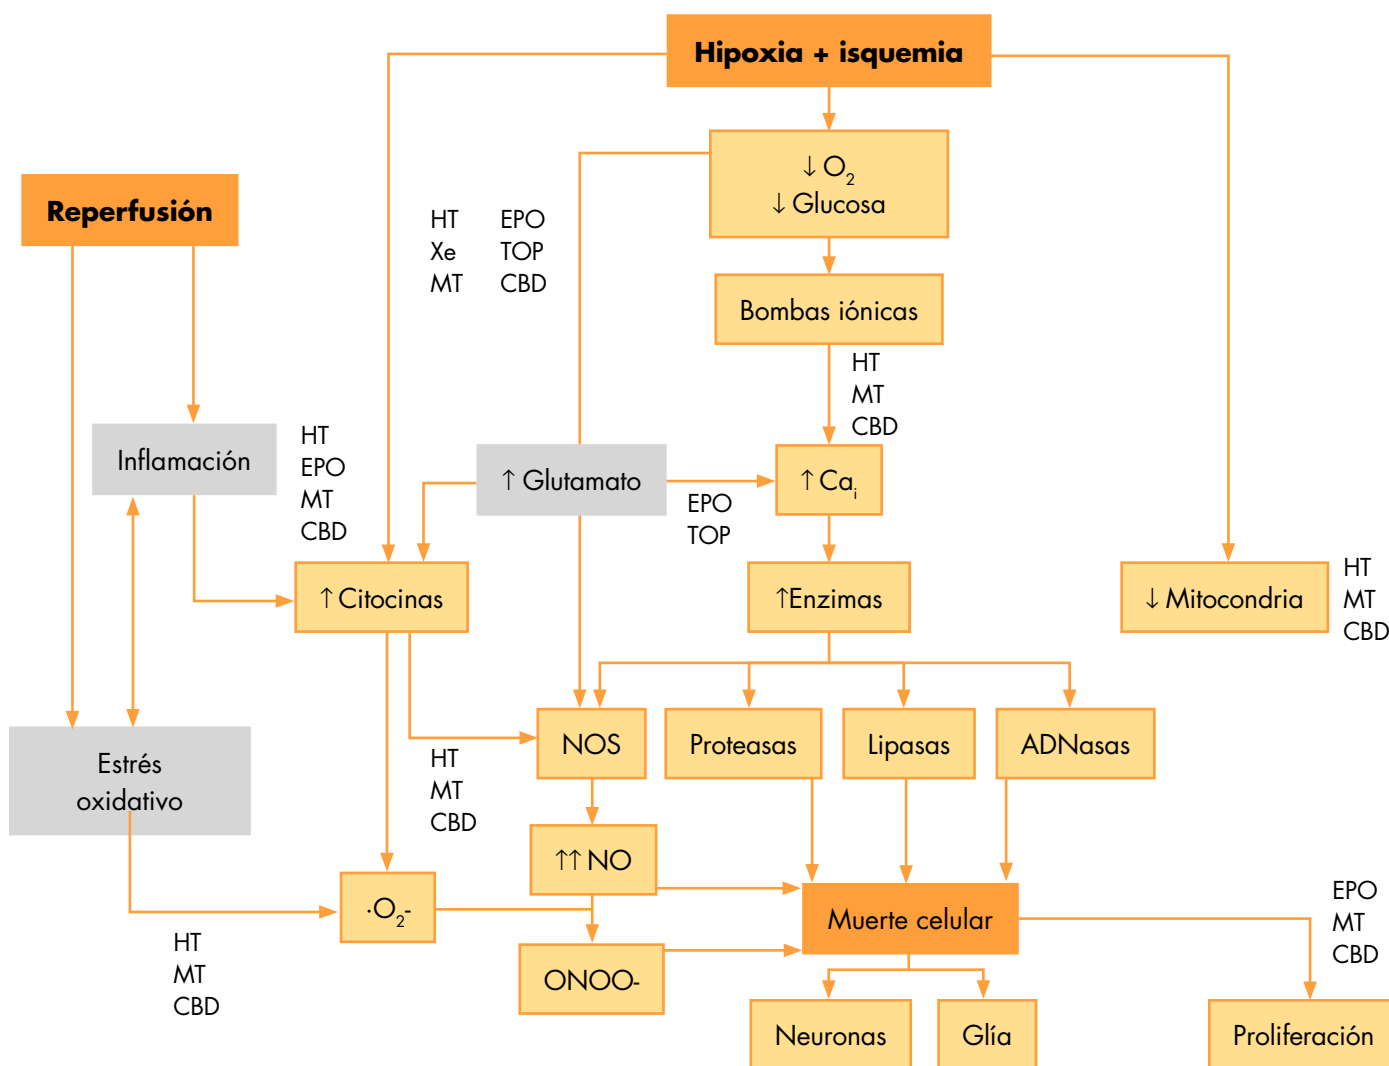 Hipoxia + isquemia
↓ O₂
↓ Glucosa
Reperfusión
HT EPO
Xe TOP
MT CBD
Bombas iónicas
HT
MT
CBD
Inflamación
HT
EPO
MT
CBD
↑ Glutamato
EPO
TOP
↑ Caᵢ
↑ Citocinas
↑Enzimas
↓ Mitocondria
HT
MT
CBD
Estrés
oxidativo
HT
MT
CBD
NOS
Proteasas
Lipasas
ADNasas
↑↑ NO
·O₂-
HT
MT
CBD
Muerte celular
EPO
MT
CBD
ONOO-
Neuronas
Glía
Proliferación